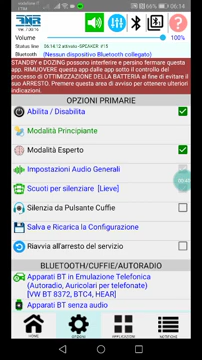 06:14
RNR
Volume
100%
Status line
06:14:12 attivato -SPEAKER #15
Bluetooth
(Nessun dispositivo Bluetooth collegato)
STANDBY e DOZING possono interferire e persino fermare questa
app. RIMUOVERE questa app dalle app sotto il controllo del
processo di OTTIMIZZAZIONE DELLA BATTERIA al fine di evitare il
suo ARRESTO. Premere questa area di avviso per ottenere ulteriori
indicazioni.
OPZIONI PRIMARIE
Abilita / Disabilita
Modalità Principiante
Modalità Esperto
Impostazioni Audio Generali
Scuoti per silenziare [Lieve]
Silenzia da Pulsante Cuffie
Salva e Ricarica la Configurazione
Riavvia all'arresto del servizio
BLUETOOTH/CUFFIE/AUTORADIO
Apparati BT in Emulazione Telefonica
(Autoradio, Auricolari per telefonate)
[VW BT 8372, BTC4, HEAR]
Apparati BT senza audio
HOME
OPZIONI
APPLICAZIONI
NOTIFICHE